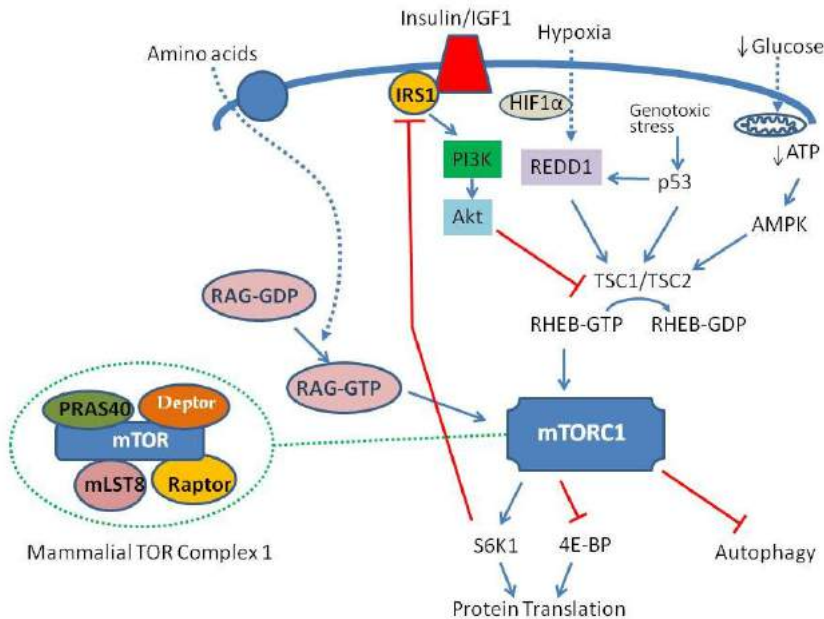 Insulin/IGF1
Amino acids
Hypoxia
↓ Glucose
IRS1
HIF1α
Genotoxic
stress
↓ ATP
PI3K
REDD1
p53
Akt
AMPK
TSC1/TSC2
RAG-GDP
RHEB-GTP
RHEB-GDP
RAG-GTP
PRAS40
Deptor
mTOR
mTORC1
mLST8
Raptor
S6K1
4E-BP
Autophagy
Mammalial TOR Complex 1
Protein Translation